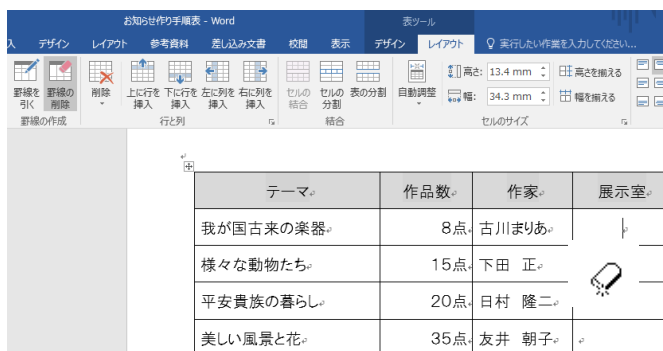 お知らせ作り手順表 - Word
表ツール
入 デザイン レイアウト 参考資料 差し込み文書 校閲 表示 デザイン レイアウト 実行したい作業を入力してください...
罫線を引く
罫線の削除
削除
上に行を挿入
下に行を挿入
左に列を挿入
右に列を挿入
セルの結合
セルの分割
表の分割
自動調整
高さ: 13.4 mm
高さを揃える
幅: 34.3 mm
幅を揃える
罫線の作成 行と列 結合 セルのサイズ
テーマ 作品数 作家 展示室
我が国古来の楽器 8点 古川まりあ
様々な動物たち 15点 下田 正
平安貴族の暮らし 20点 日村 隆二
美しい風景と花 35点 友井 朝子